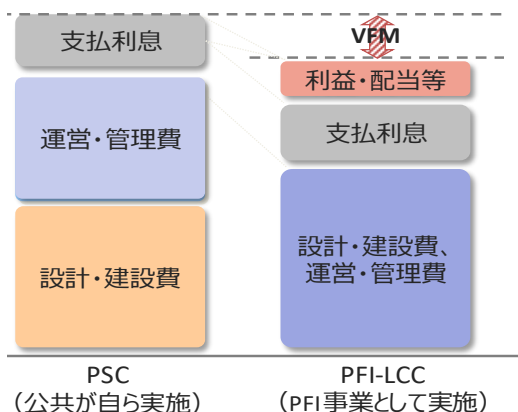 支払利息
運営・管理費
設計・建設費
PSC
(公共が自ら実施)
VFM
利益・配当等
支払利息
設計・建設費、
運営・管理費
PFI-LCC
(PFI事業として実施)